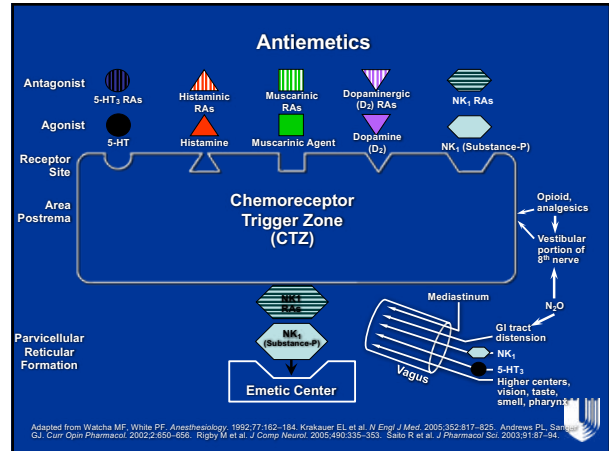 Antiemetics
Antagonist
5-HT₃ RAs
Histaminic
RAs
Muscarinic
RAs
Dopaminergic
(D₂) RAs
NK₁ RAs
Agonist
5-HT
Histamine
Muscarinic Agent
Dopamine
(D₂)
NK₁ (Substance-P)
Receptor
Site
Area
Postrema
Chemoreceptor
Trigger Zone
(CTZ)
Opioid,
analgesics
Vestibular
portion of
8ᵗʰ nerve
N₂O
Mediastinum
GI tract
distension
NK₁
5-HT₃
Higher centers,
vision, taste,
smell, pharynx
Vagus
NK1
RAs
NK₁
(Substance-P)
Parvicellular
Reticular
Formation
Emetic Center
Adapted from Watcha MF, White PF. Anesthesiology. 1992;77:162–184. Krakauer EL et al. N Engl J Med. 2005;352:817–825. Andrews PL, Sanger
GJ. Curr Opin Pharmacol. 2002;2:650–656. Rigby M et al. J Comp Neurol. 2005;490:335–353. Saito R et al. J Pharmacol Sci. 2003;91:87–94.